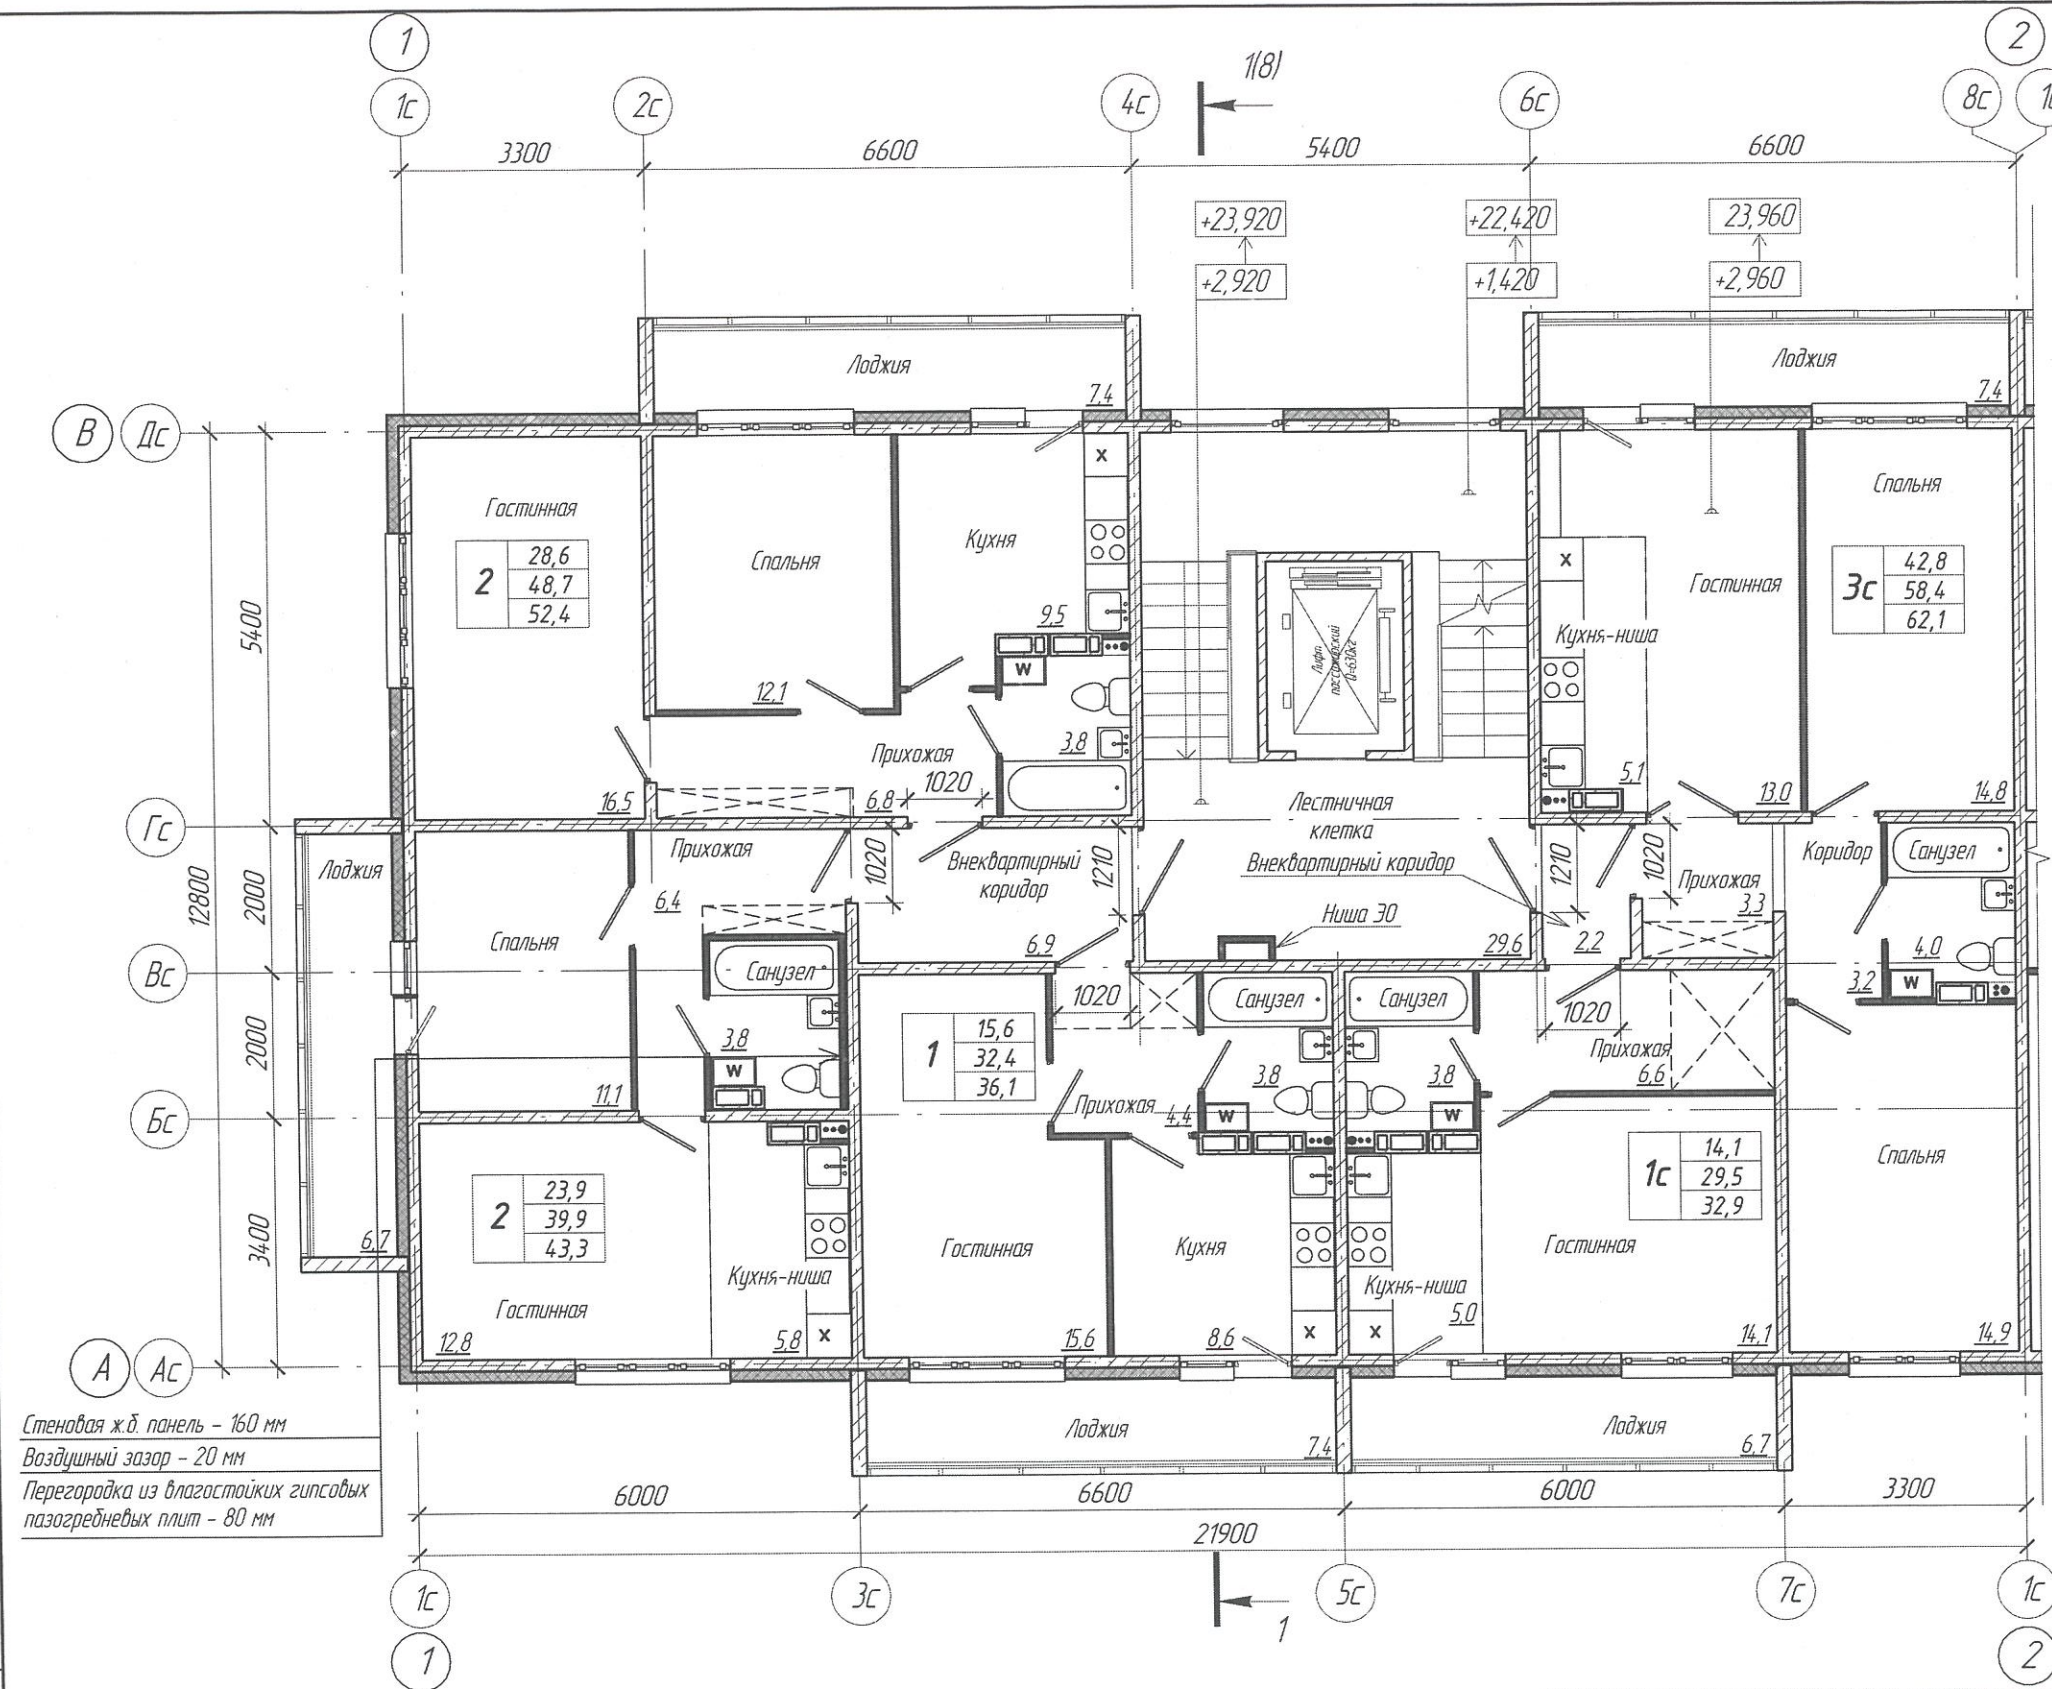 1
1(8)
2
1с
2с
4с
6с
8с
3300
6600
5400
6600
+23,920
+22,420
23,960
+2,920
+1,420
+2,960
Лоджия
7,4
Лоджия
7,4
В
Дс
Гостинная
2
28,6
48,7
52,4
Спальня
Кухня
х
9,5
W
12,1
3,8
Прихожая
1020
16,5
6,8
Лифт
пассажирский
Q=630кг
х
Гостинная
Кухня-ниша
5,1
13,0
Спальня
3с
42,8
58,4
62,1
14,8
5400
Гс
Лоджия
Прихожая
1020
Внеквартирный
коридор
1210
Лестничная
клетка
Внеквартирный коридор
1210
1020
Прихожая
3,3
Коридор
Санузел
12800
2000
Спальня
6,4
6,9
Ниша ЭО
29,6
2,2
4,0
3,2
W
Вс
Санузел
1020
Санузел
Санузел
1020
2000
3,8
W
11,1
1
15,6
32,4
36,1
Прихожая
4,4
3,8
W
3,8
W
Прихожая
6,6
Бс
6,7
2
23,9
39,9
43,3
Кухня-ниша
Гостинная
12,8
5,8
х
Гостинная
15,6
Кухня
8,6
х
х
Кухня-ниша
5,0
1с
14,1
29,5
32,9
Гостинная
14,1
Спальня
14,9
3400
А
Ас
Стеновая ж.б. панель – 160 мм
Воздушный зазор – 20 мм
Перегородка из влагостойких гипсовых
пазогребневых плит – 80 мм
Лоджия
7,4
Лоджия
6,7
6000
6600
6000
3300
21900
1с
3с
5с
7с
1с
1
1
2